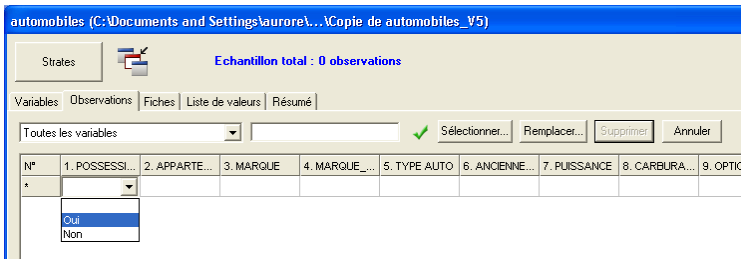 automobiles (C:\Documents and Settings\aurore\...\Copie de automobiles_V5)
Strates
Echantillon total : 0 observations
Variables Observations Fiches Liste de valeurs Résumé
Toutes les variables Sélectionner... Remplacer... Supprimer Annuler
N° 1. POSSESSI... 2. APPARTE... 3. MARQUE 4. MARQUE_... 5. TYPE AUTO 6. ANCIENNE... 7. PUISSANCE 8. CARBURA... 9. OPTIO
*
Oui
Non